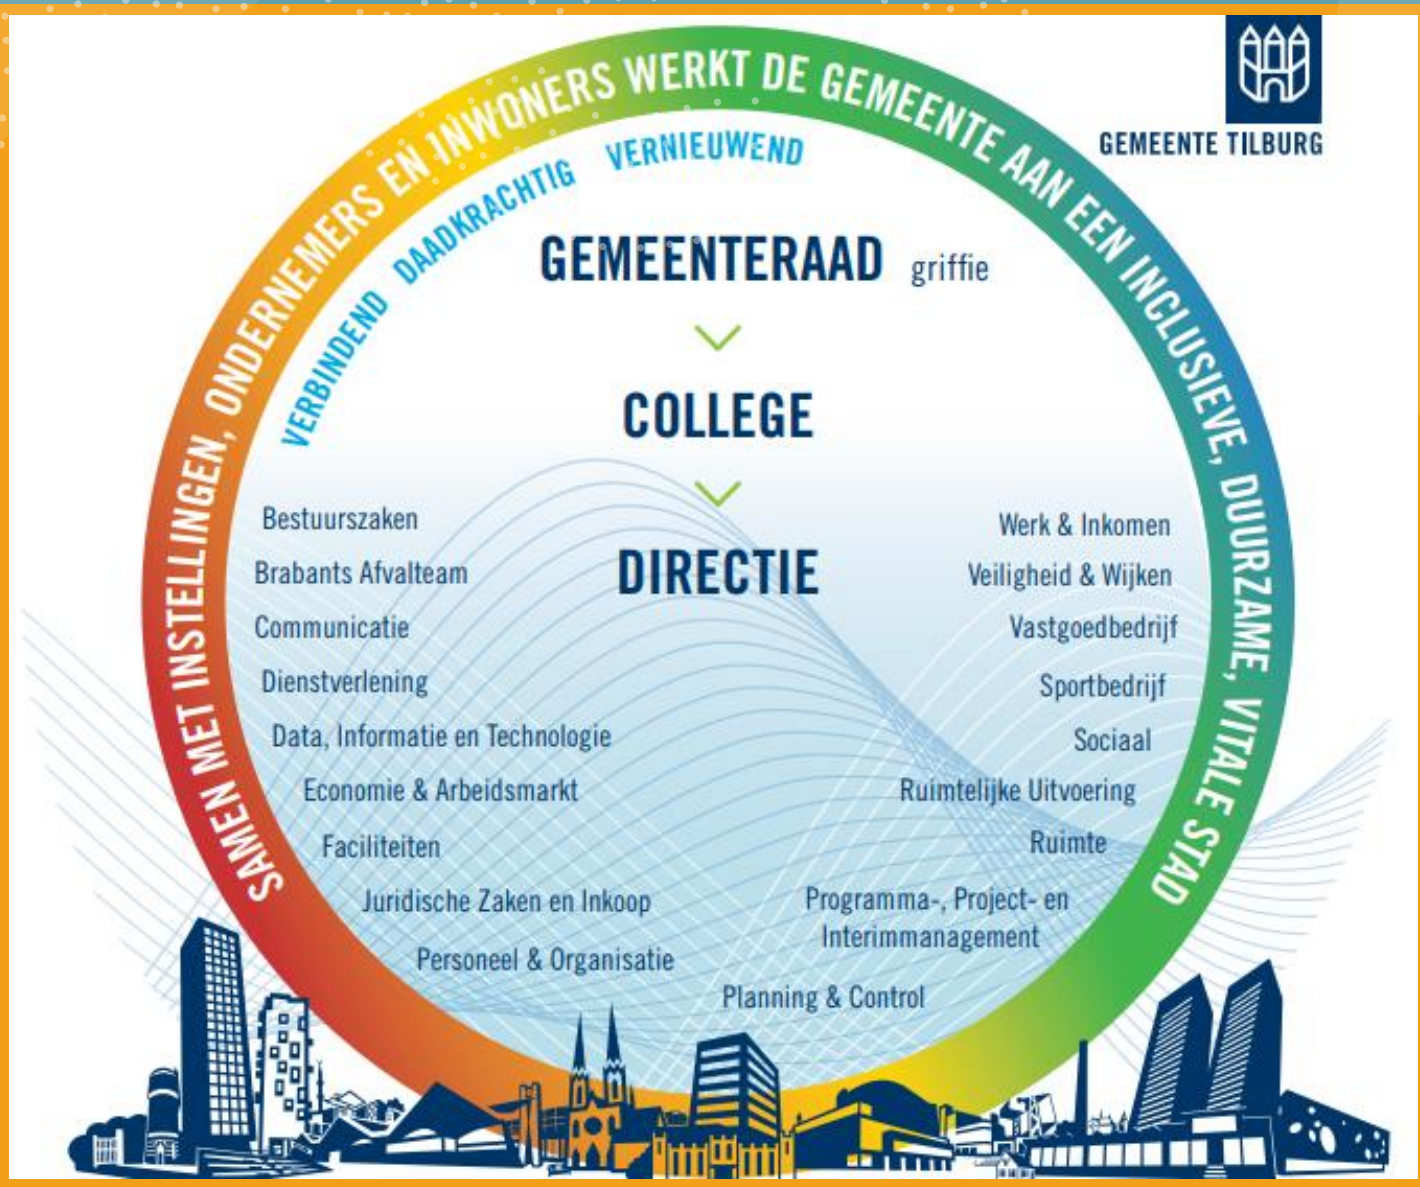 SAMEN MET INSTELLINGEN, ONDERNEMERS EN INWONERS WERKT DE GEMEENTE AAN EEN INCLUSIEVE, DUURZAME, VITALE STAD
GEMEENTE TILBURG
VERBINDEND DAADKRACHTIG VERNIEUWEND
GEMEENTERAAD griffie
COLLEGE
DIRECTIE
Bestuurszaken
Brabants Afvalteam
Communicatie
Dienstverlening
Data, Informatie en Technologie
Economie & Arbeidsmarkt
Faciliteiten
Juridische Zaken en Inkoop
Personeel & Organisatie
Werk & Inkomen
Veiligheid & Wijken
Vastgoedbedrijf
Sportbedrijf
Sociaal
Ruimtelijke Uitvoering
Ruimte
Programma-, Project- en
Interimmanagement
Planning & Control